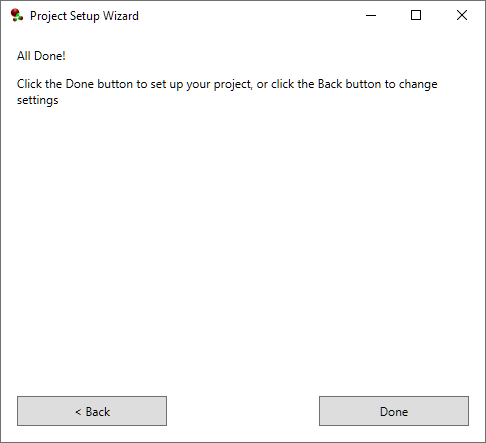 Project Setup Wizard
All Done!
Click the Done button to set up your project, or click the Back button to change
settings
< Back
Done